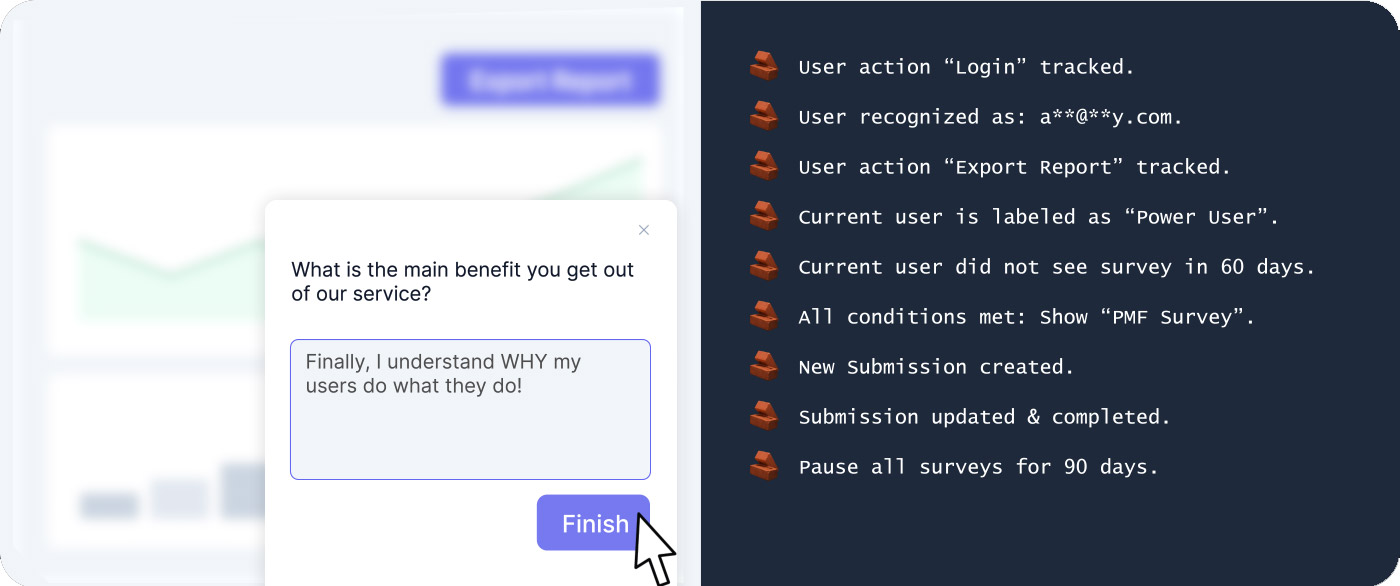 Export Report
What is the main benefit you get out
of our service?
Finally, I understand WHY my
users do what they do!
Finish
User action “Login” tracked.
User recognized as: a**@**y.com.
User action “Export Report” tracked.
Current user is labeled as “Power User”.
Current user did not see survey in 60 days.
All conditions met: Show “PMF Survey”.
New Submission created.
Submission updated & completed.
Pause all surveys for 90 days.